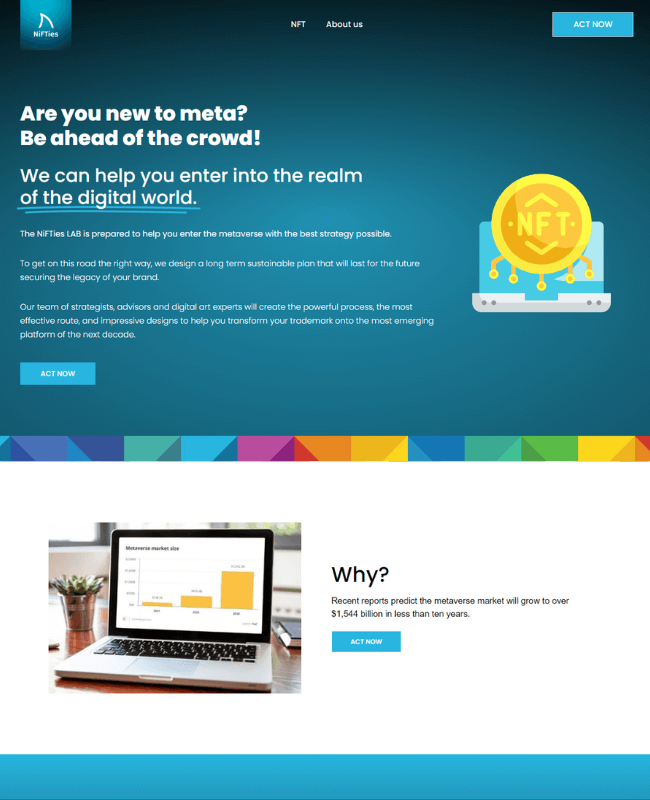 NiFTies
NFT
About us
ACT NOW
Are you new to meta?
Be ahead of the crowd!
We can help you enter into the realm
of the digital world.
The NiFTies LAB is prepared to help you enter the metaverse with the best strategy possible.
To get on this road the right way, we design a long term sustainable plan that will last for the future
securing the legacy of your brand.
Our team of strategists, advisors and digital art experts will create the powerful process, the most
effective route, and impressive designs to help you transform your trademark onto the most emerging
platform of the next decade.
ACT NOW
NFT
Metaverse market size
Why?
Recent reports predict the metaverse market will grow to over
$1,544 billion in less than ten years.
ACT NOW